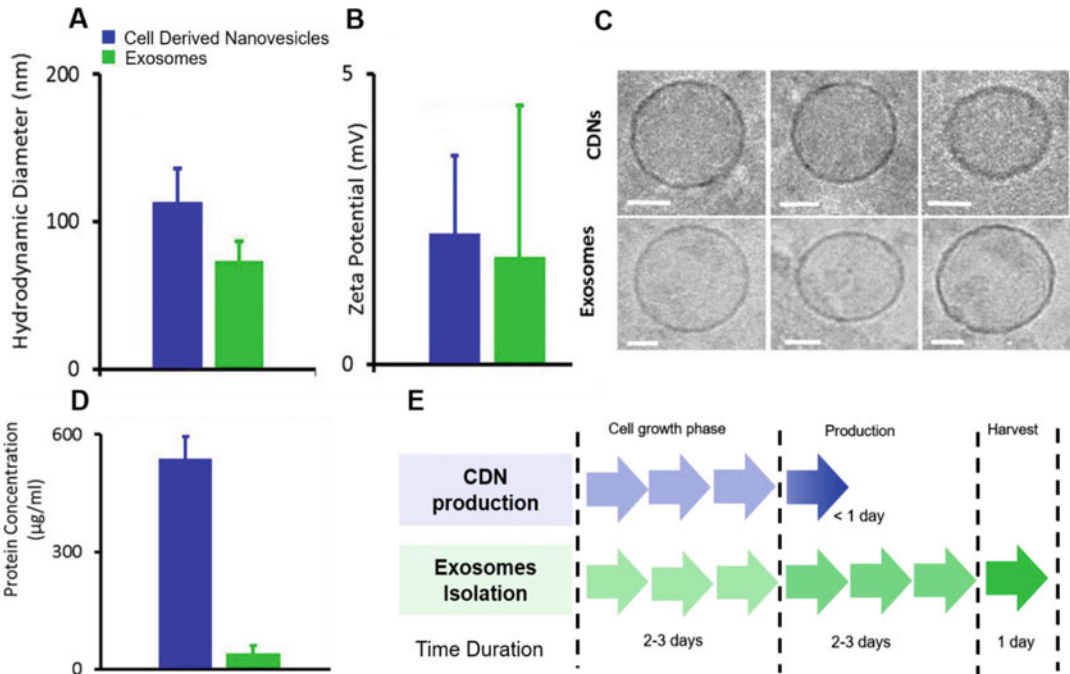 A
Cell Derived Nanovesicles
Exosomes
Hydrodynamic Diameter (nm)
200
100
0
B
Zeta Potential (mV)
5
0
C
CDNs
Exosomes
D
Protein Concentration
(µg/ml)
600
300
0
E
Cell growth phase
Production
Harvest
CDN
production
< 1 day
Exosomes
Isolation
Time Duration
2-3 days
2-3 days
1 day